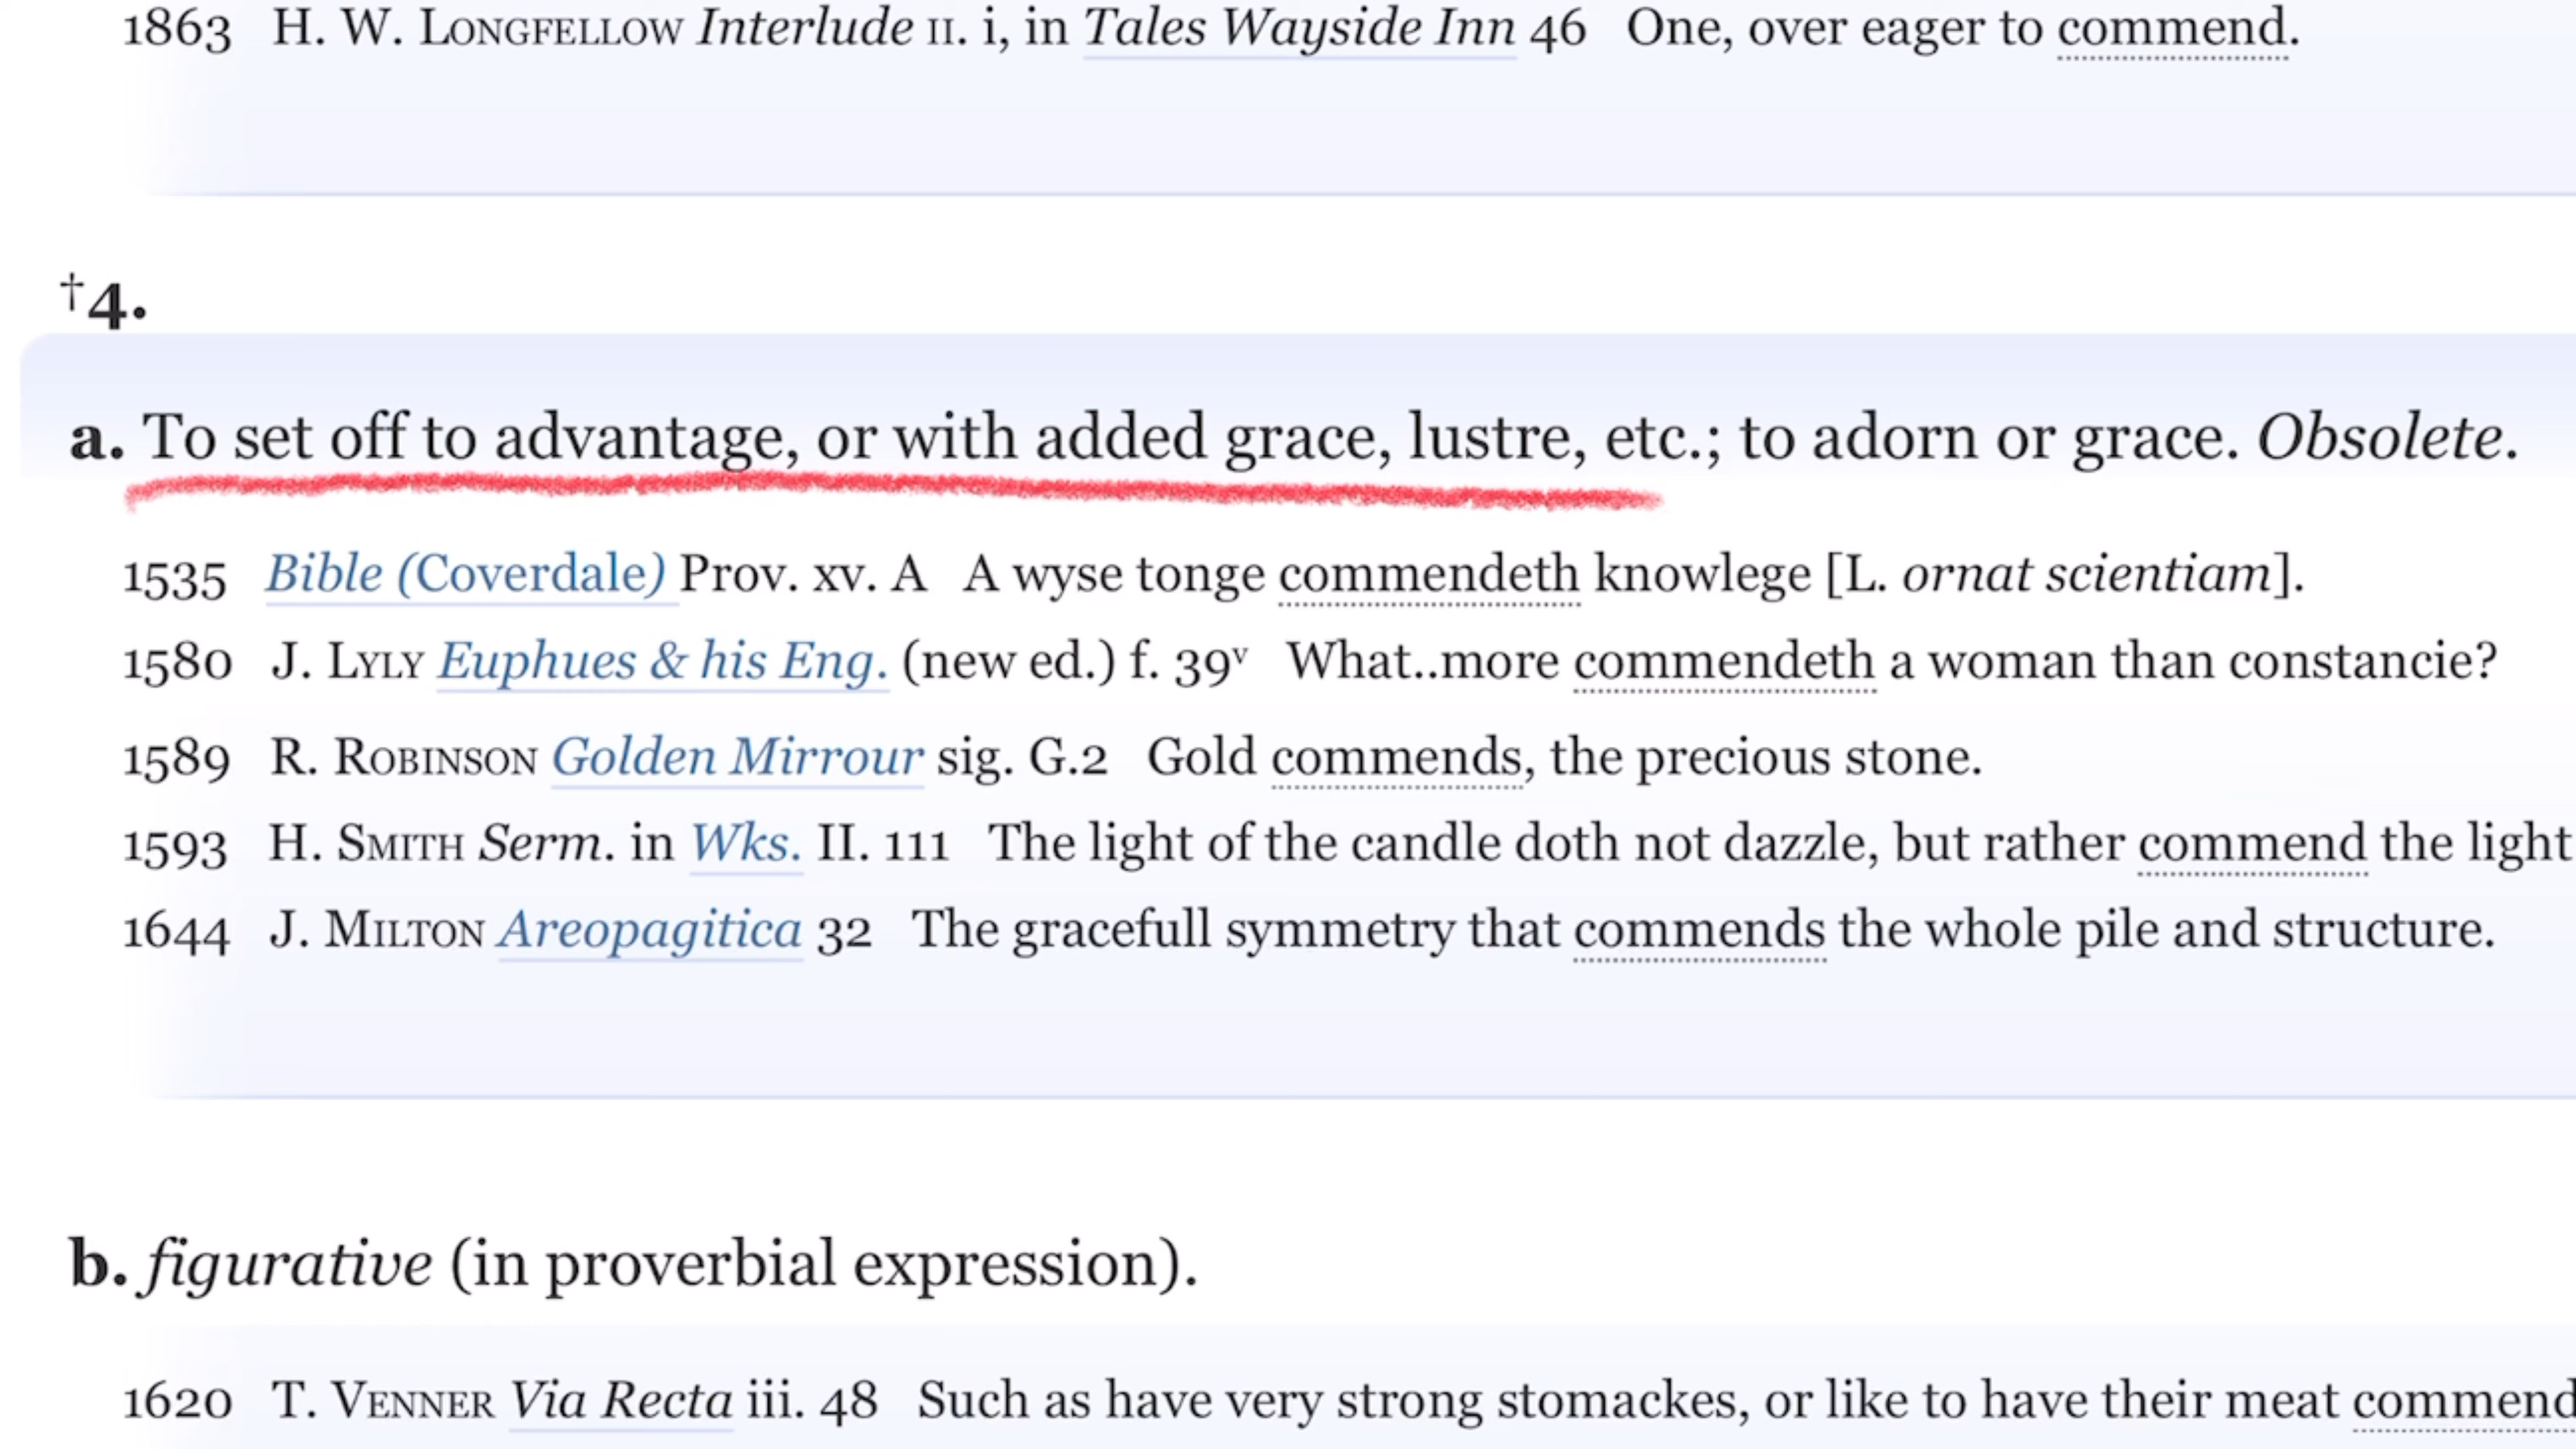 1863 H. W. LONGFELLOW Interlude II. i, in Tales Wayside Inn 46 One, over eager to commend.
†4.
a. To set off to advantage, or with added grace, lustre, etc.; to adorn or grace. Obsolete.
1535 Bible (Coverdale) Prov. xv. A A wyse tonge commendeth knowlege [L. ornat scientiam].
1580 J. LYLY Euphues & his Eng. (new ed.) f. 39ᵛ What..more commendeth a woman than constancie?
1589 R. ROBINSON Golden Mirrour sig. G.2 Gold commends, the precious stone.
1593 H. SMITH Serm. in Wks. II. 111 The light of the candle doth not dazzle, but rather commend the light
1644 J. MILTON Areopagitica 32 The gracefull symmetry that commends the whole pile and structure.
b. figurative (in proverbial expression).
1620 T. VENNER Via Recta iii. 48 Such as have very strong stomackes, or like to have their meat commend